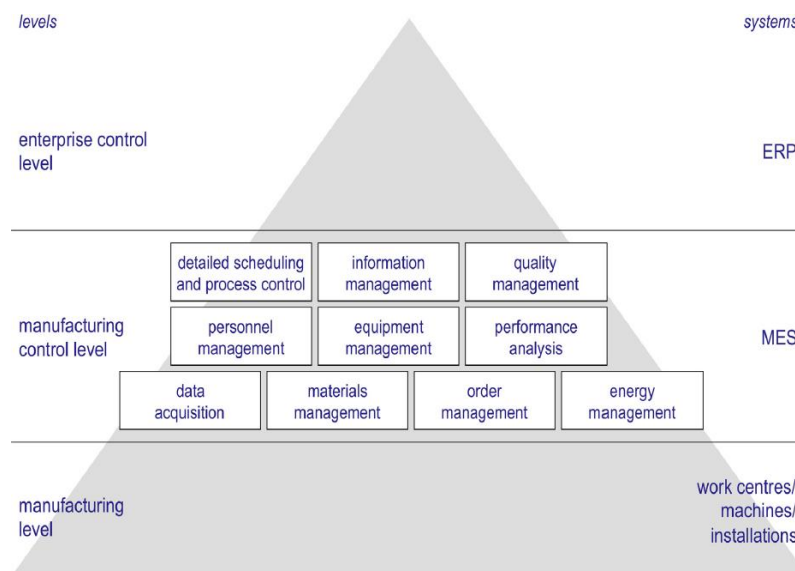 levels
systems
enterprise control
level
ERP
detailed scheduling
and process control
information
management
quality
management
manufacturing
control level
personnel
management
equipment
management
performance
analysis
MES
data
acquisition
materials
management
order
management
energy
management
manufacturing
level
work centres/
machines/
installations